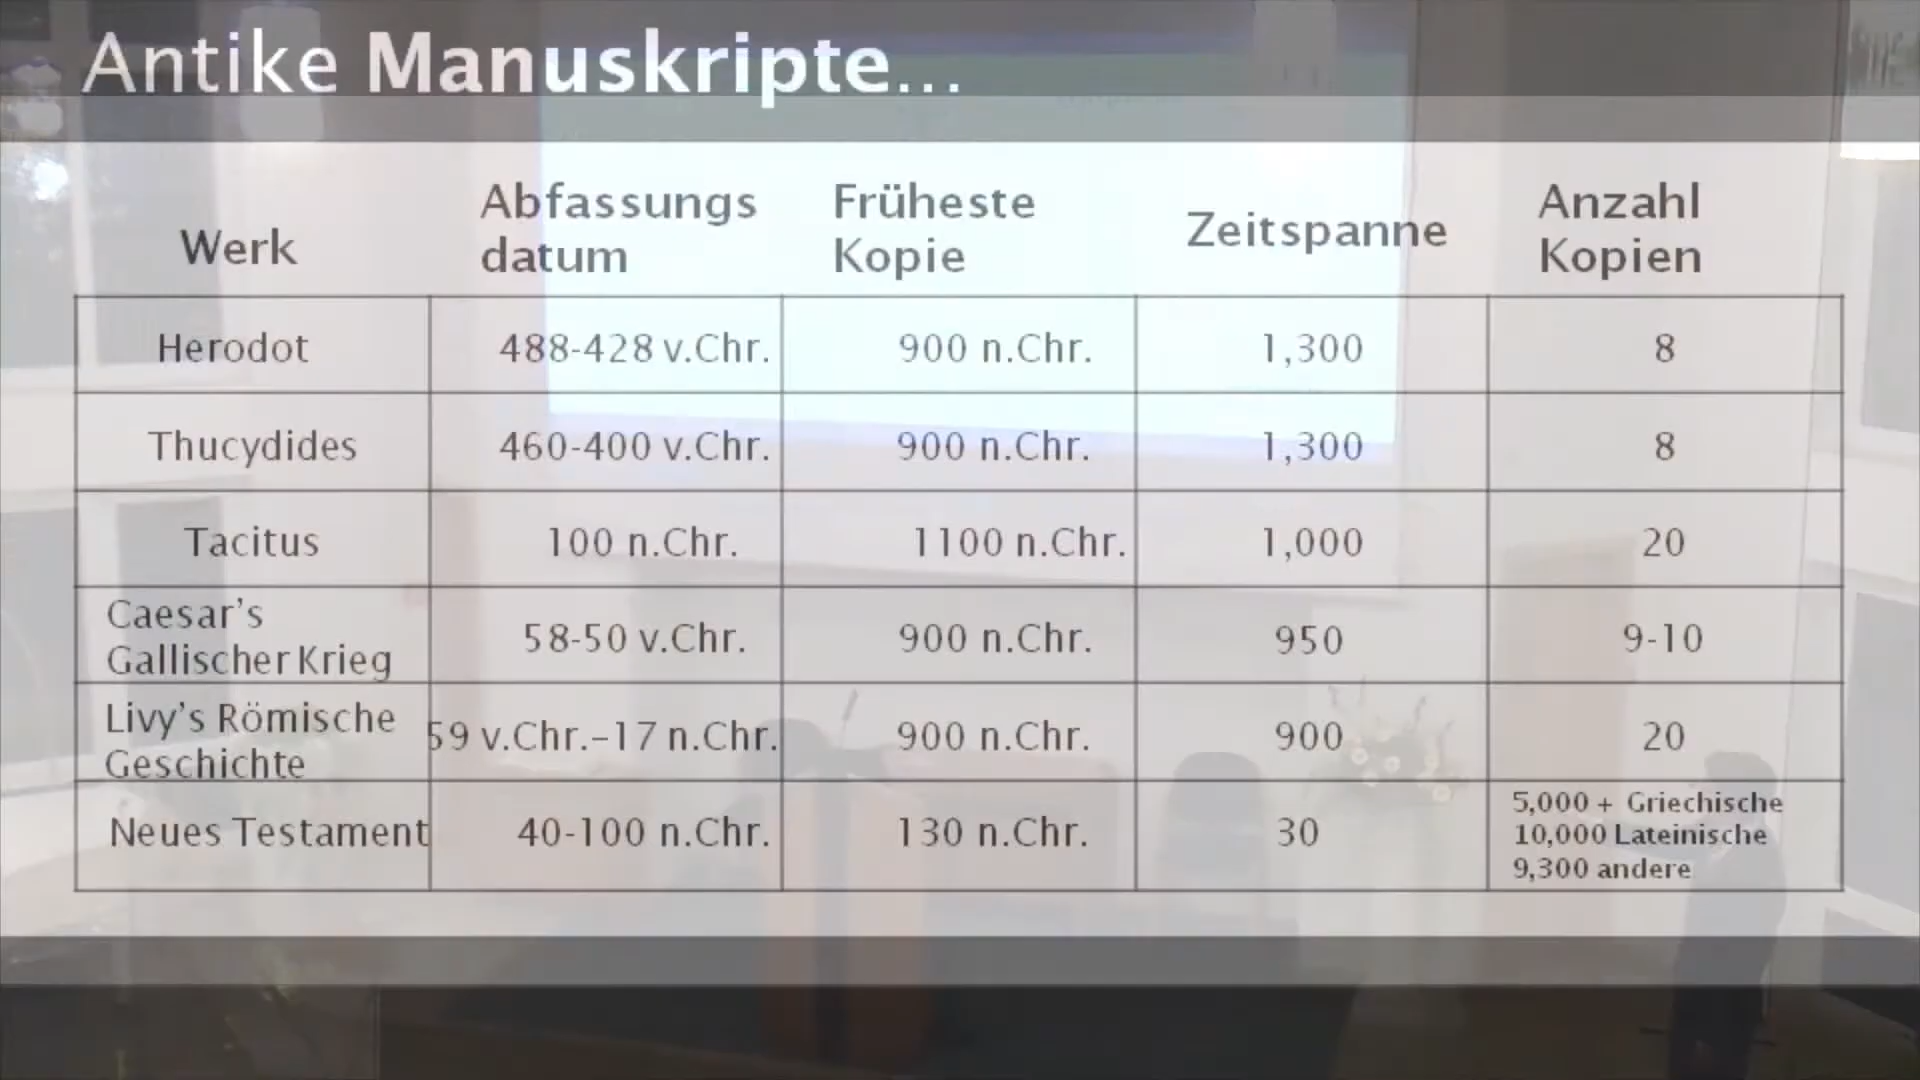 Antike Manuskripte...
Werk Abfassungs datum Früheste Kopie Zeitspanne Anzahl Kopien
Herodot 488-428 v.Chr. 900 n.Chr. 1,300 8
Thucydides 460-400 v.Chr. 900 n.Chr. 1,300 8
Tacitus 100 n.Chr. 1100 n.Chr. 1,000 20
Caesar’s
Gallischer Krieg 58-50 v.Chr. 900 n.Chr. 950 9-10
Livy’s Römische
Geschichte 59 v.Chr.–17 n.Chr. 900 n.Chr. 900 20
Neues Testament 40-100 n.Chr. 130 n.Chr. 30 5,000 + Griechische
10,000 Lateinische
9,300 andere